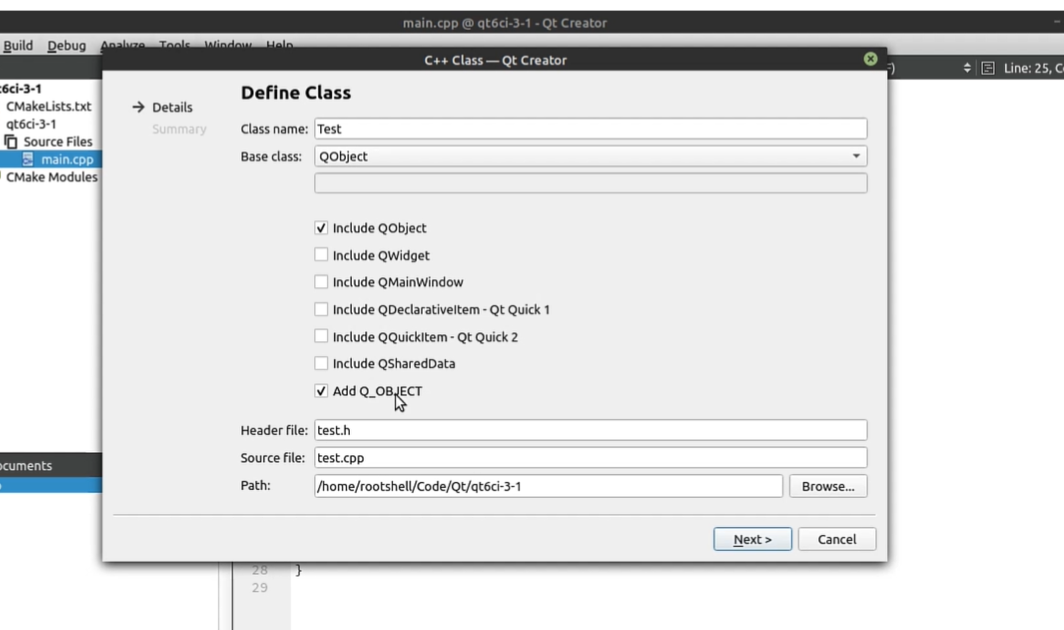 main.cpp @ qt6ci-3-1 - Qt Creator
Build Debug Analyze Tools Window Help
C++ Class — Qt Creator
Line: 25,
CMakeLists.txt
qt6ci-3-1
Source Files
main.cpp
CMake Modules
Details
Summary
Define Class
Class name: Test
Base class: QObject
Include QObject
Include QWidget
Include QMainWindow
Include QDeclarativeItem - Qt Quick 1
Include QQuickItem - Qt Quick 2
Include QSharedData
Add Q_OBJECT
Header file: test.h
Source file: test.cpp
Path: /home/rootshell/Code/Qt/qt6ci-3-1 Browse...
Next > Cancel
28 }
29